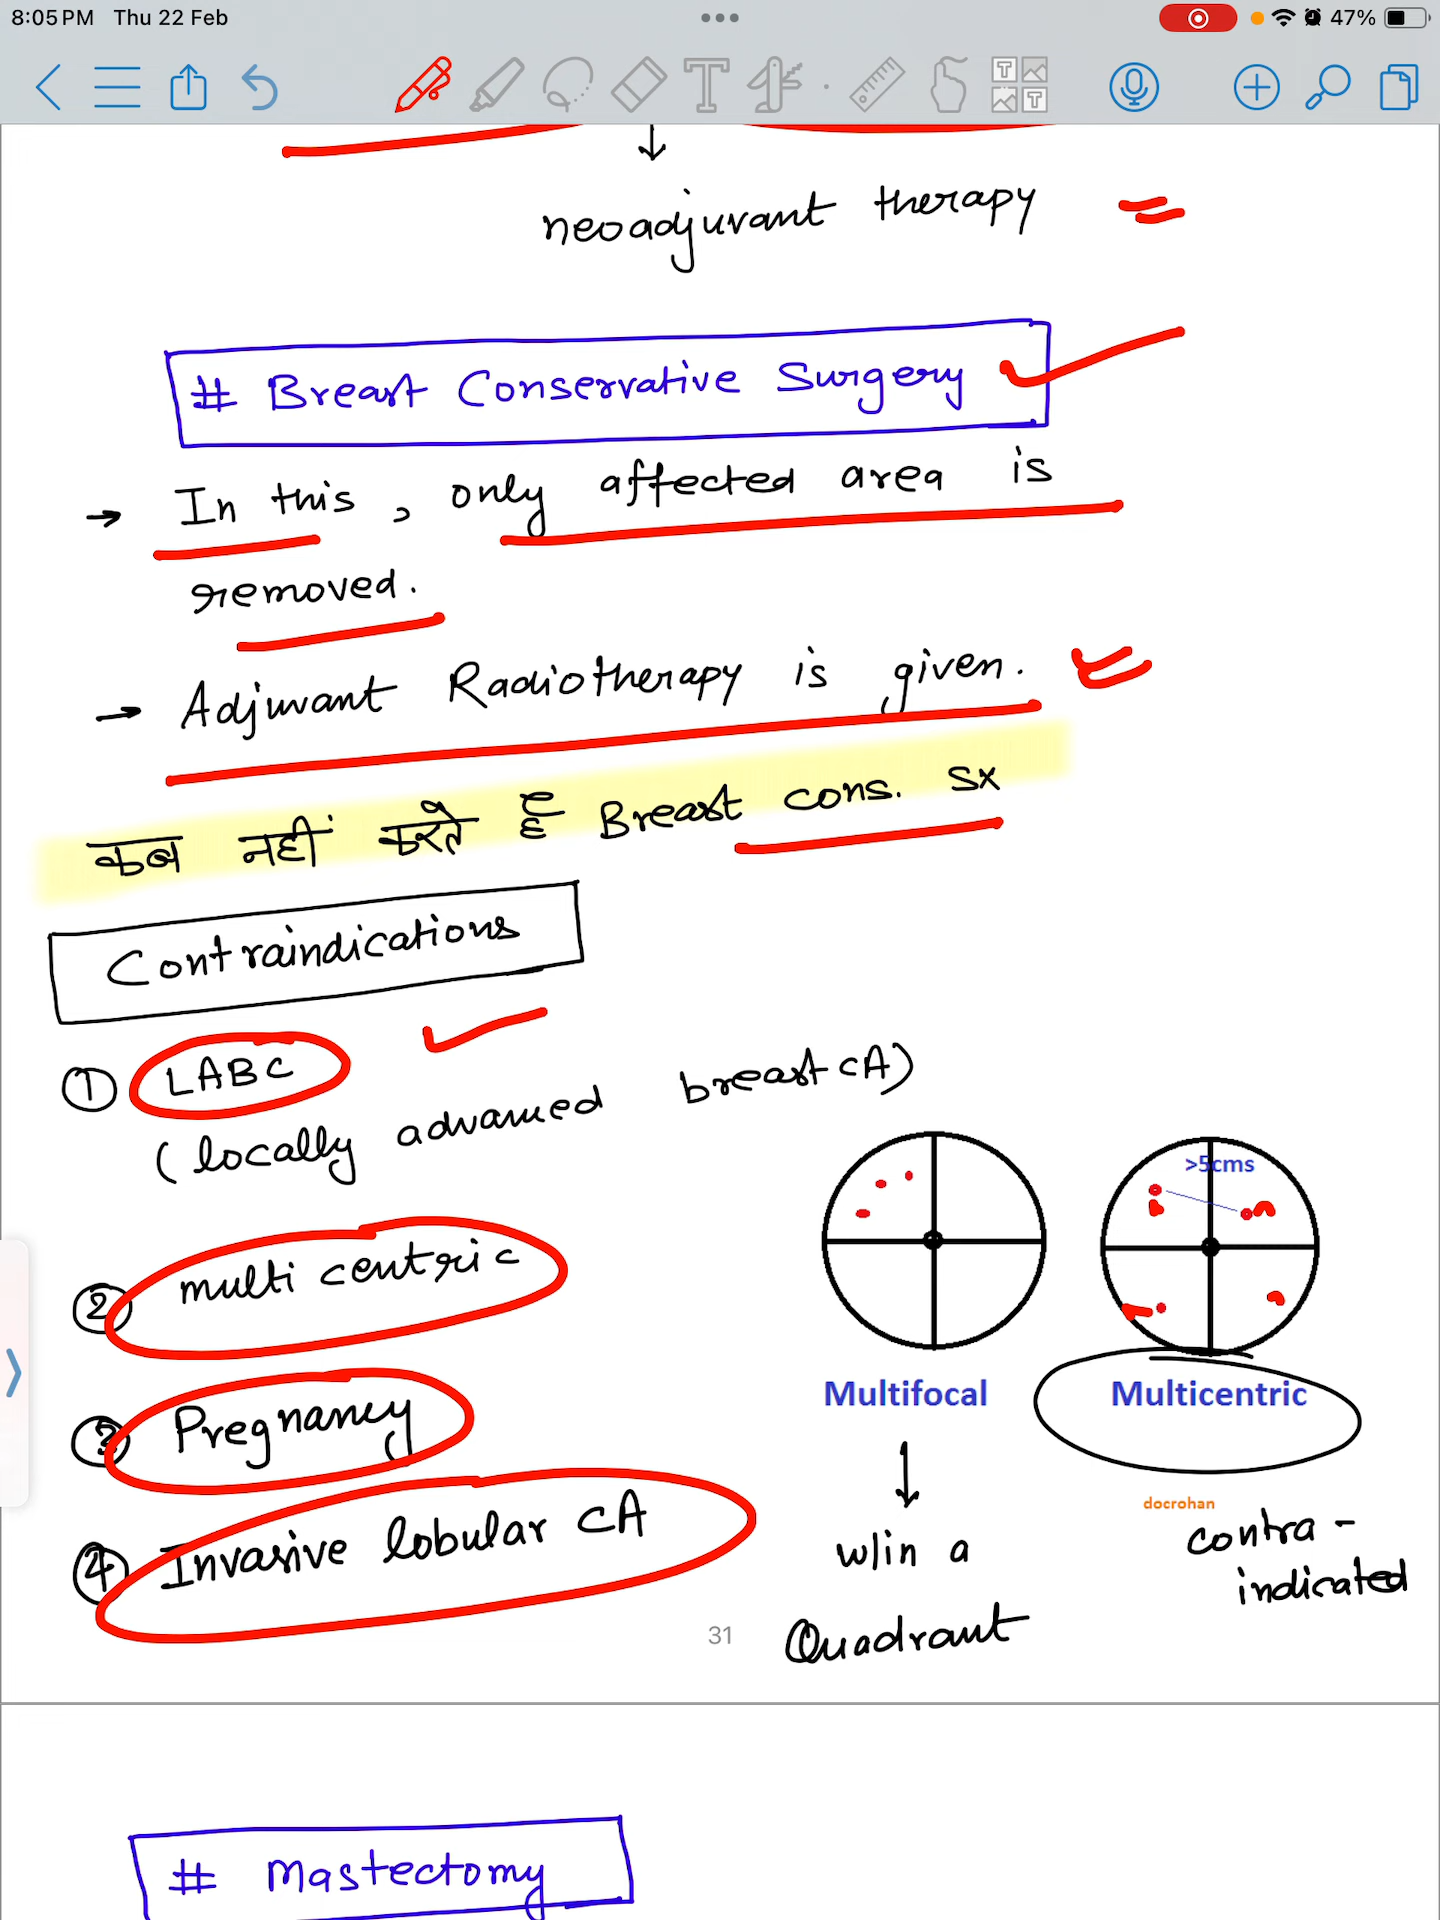 8:05 PM Thu 22 Feb
47%
neoadjuvant therapy
# Breast Conservative Surgery
→ In this, only affected area is
removed.
→ Adjuvant Radiotherapy is given.
कब नहीं करते है Breast cons. Sx
Contraindications
① LABC
(locally advanced breast CA)
② multi centric
③ Pregnancy
④ Invasive lobular CA
>5cms
Multifocal
Multicentric
docrohan
w/in a
Quadrant
contra-
indicated
31
# Mastectomy